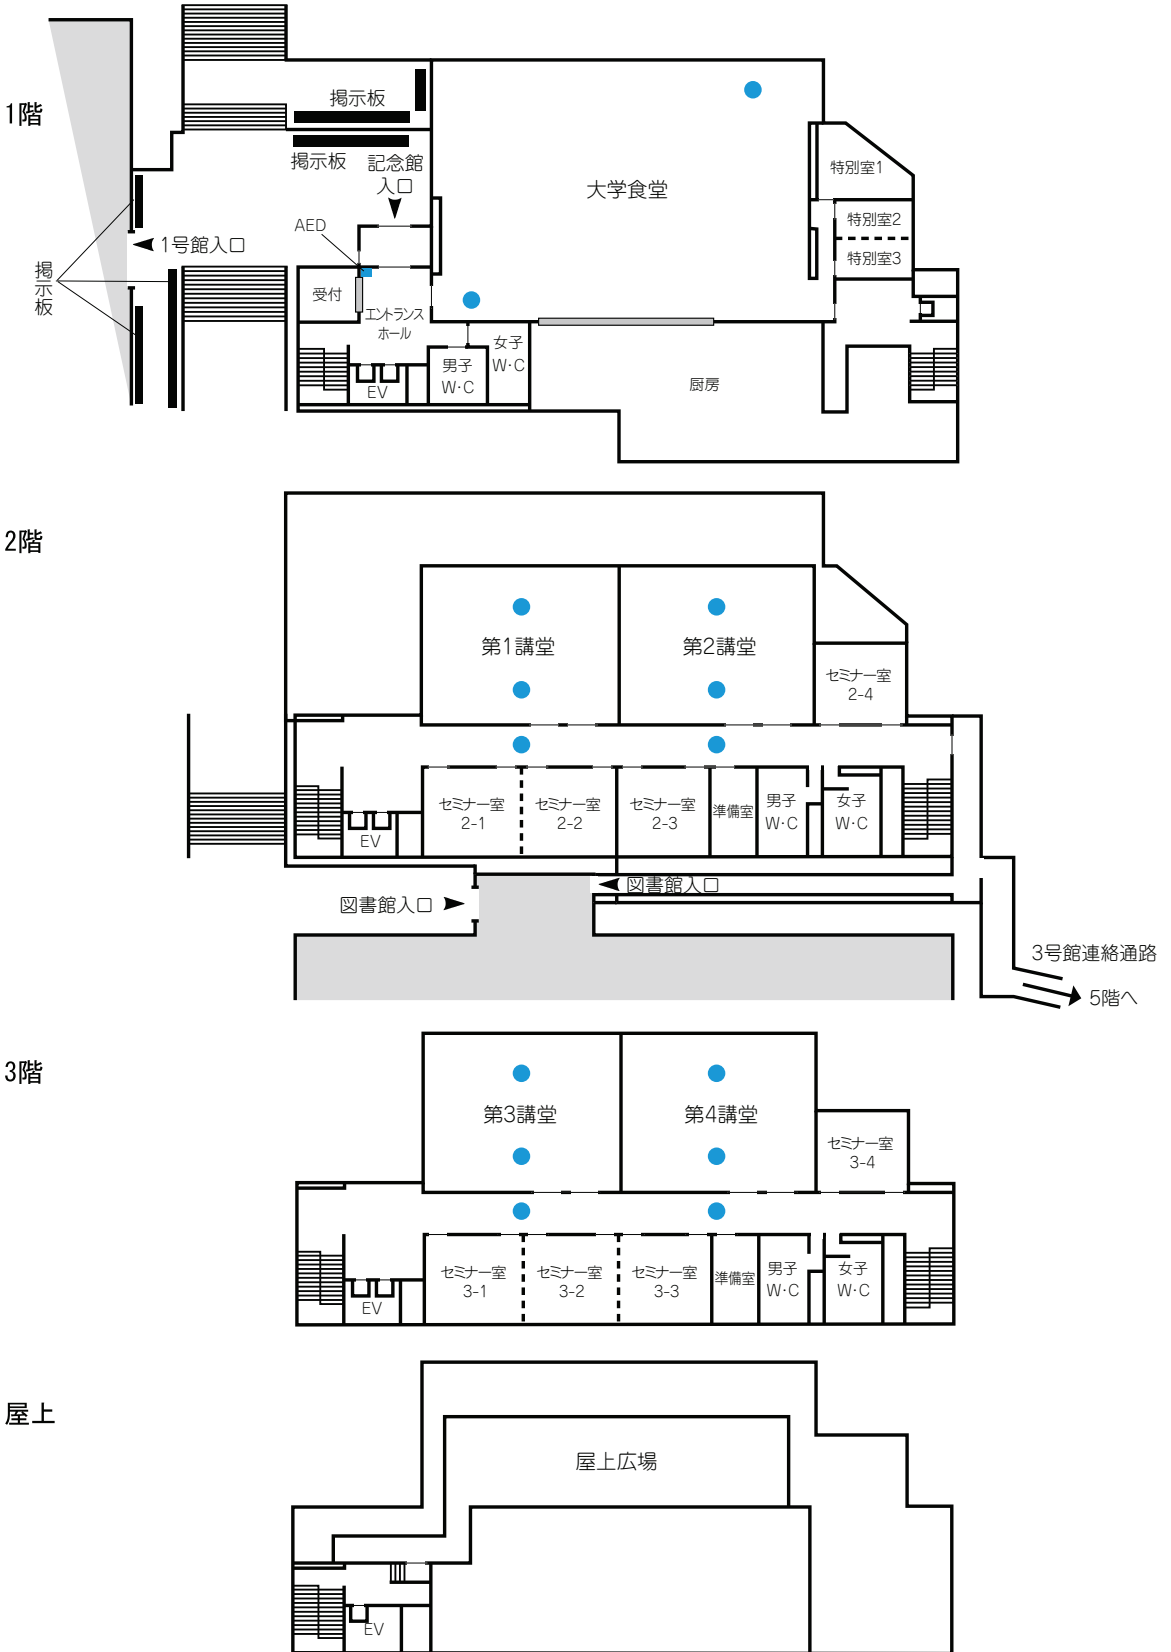 1階
掲示板
掲示板
記念館
入口
AED
1号館入口
掲示板
受付
エントランス
ホール
EV
男子
W·C
女子
W·C
大学食堂
厨房
特別室1
特別室2
特別室3
2階
第1講堂
第2講堂
セミナー室
2-4
セミナー室
2-1
セミナー室
2-2
セミナー室
2-3
準備室
男子
W·C
女子
W·C
EV
図書館入口
図書館入口
3号館連絡通路
5階へ
3階
第3講堂
第4講堂
セミナー室
3-4
セミナー室
3-1
セミナー室
3-2
セミナー室
3-3
準備室
男子
W·C
女子
W·C
EV
屋上
屋上広場
EV